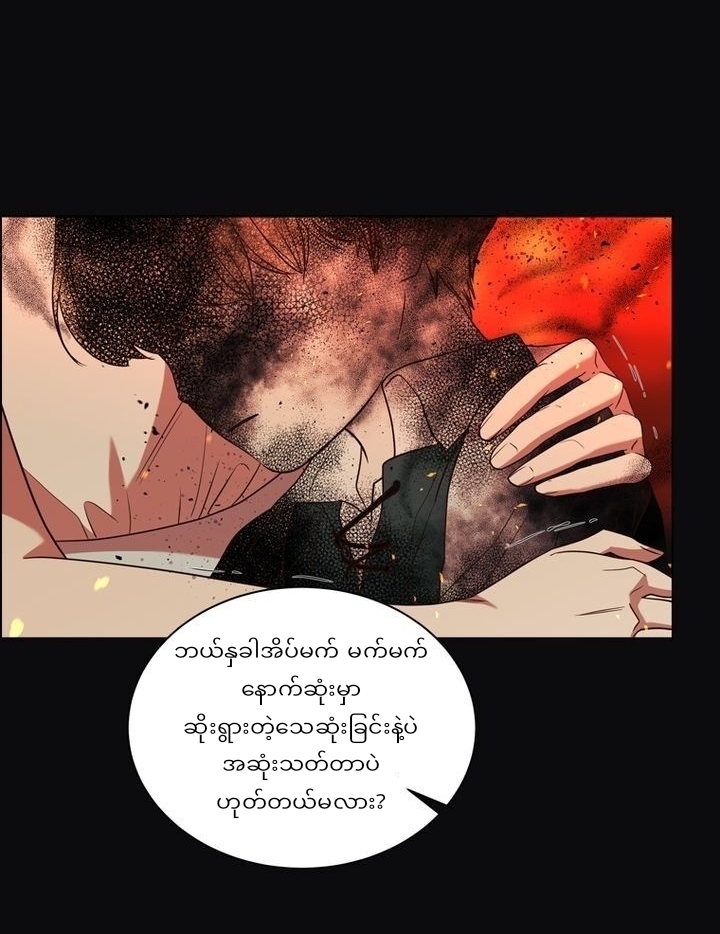 ဘယ်နှခါအိပ်မက် မက်မက်
နောက်ဆုံးမှာ
ဆိုးရွားတဲ့သေဆုံးခြင်းနဲ့ပဲ
အဆုံးသတ်တာပဲ
ဟုတ်တယ်မလား?